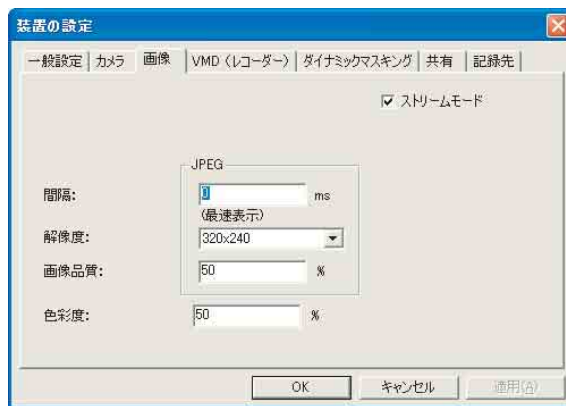 装置の設定
一般設定 カメラ 画像 VMD（レコーダー） ダイナミックマスキング 共有 記録先
ストリームモード
JPEG
間隔: 0 ms
(最速表示)
解像度: 320x240
画像品質: 50 %
色彩度: 50 %
OK キャンセル 適用(A)